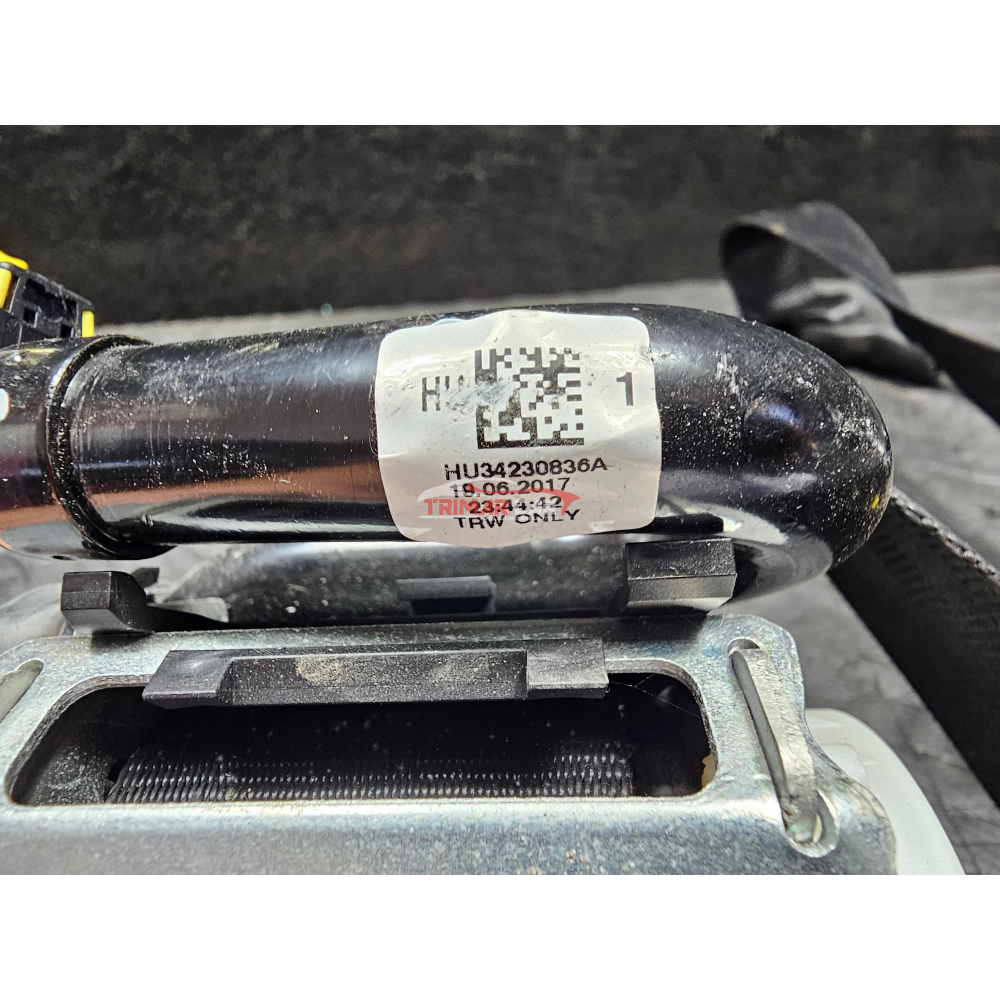 HU 1
HU34230836A
19.06.2017
23:44:42
TRW ONLY